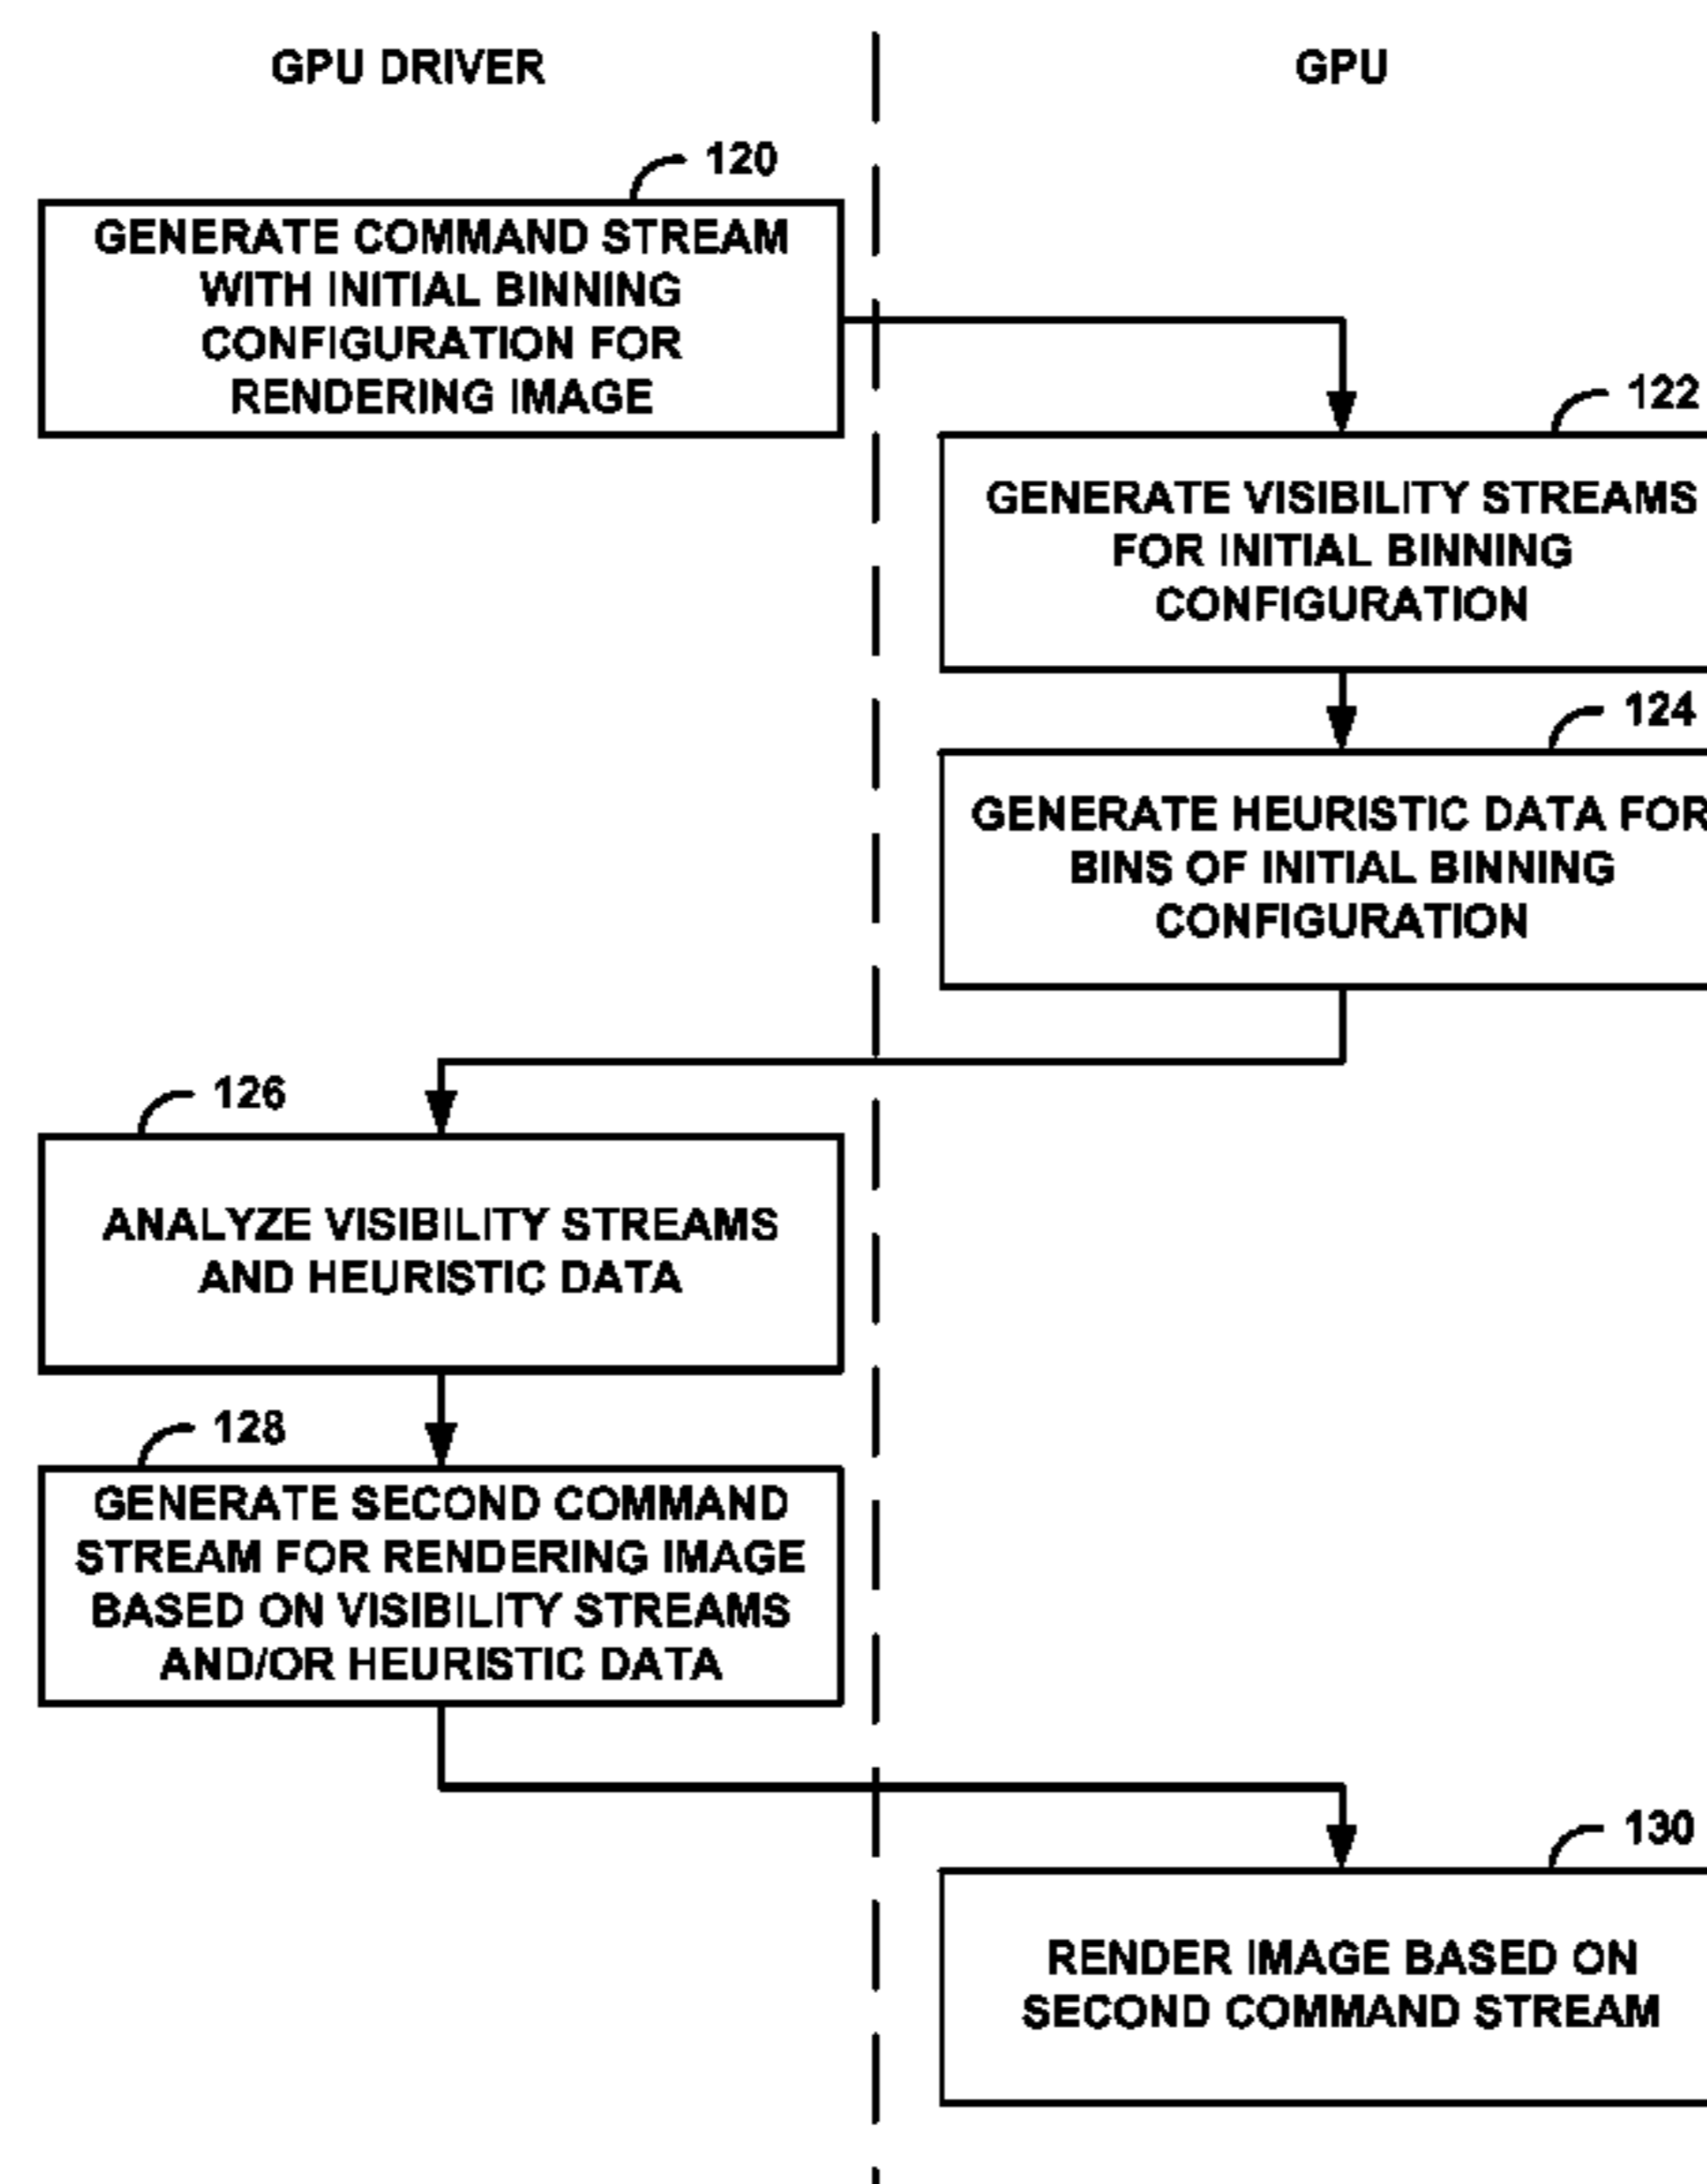 GPU DRIVER
GPU
120
GENERATE COMMAND STREAM
WITH INITIAL BINNING
CONFIGURATION FOR
RENDERING IMAGE
122
GENERATE VISIBILITY STREAMS
FOR INITIAL BINNING
CONFIGURATION
124
GENERATE HEURISTIC DATA FOR
BINS OF INITIAL BINNING
CONFIGURATION
126
ANALYZE VISIBILITY STREAMS
AND HEURISTIC DATA
128
GENERATE SECOND COMMAND
STREAM FOR RENDERING IMAGE
BASED ON VISIBILITY STREAMS
AND/OR HEURISTIC DATA
130
RENDER IMAGE BASED ON
SECOND COMMAND STREAM